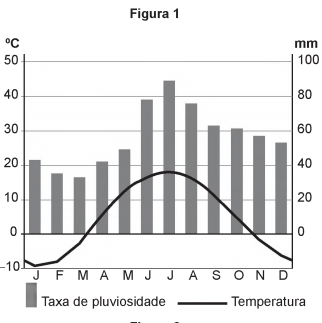 Figura 1
ºC mm
50 100
40 80
30 60
20 40
10 20
0 0
–10
J F M A M J J A S O N D
Taxa de pluviosidade Temperatura